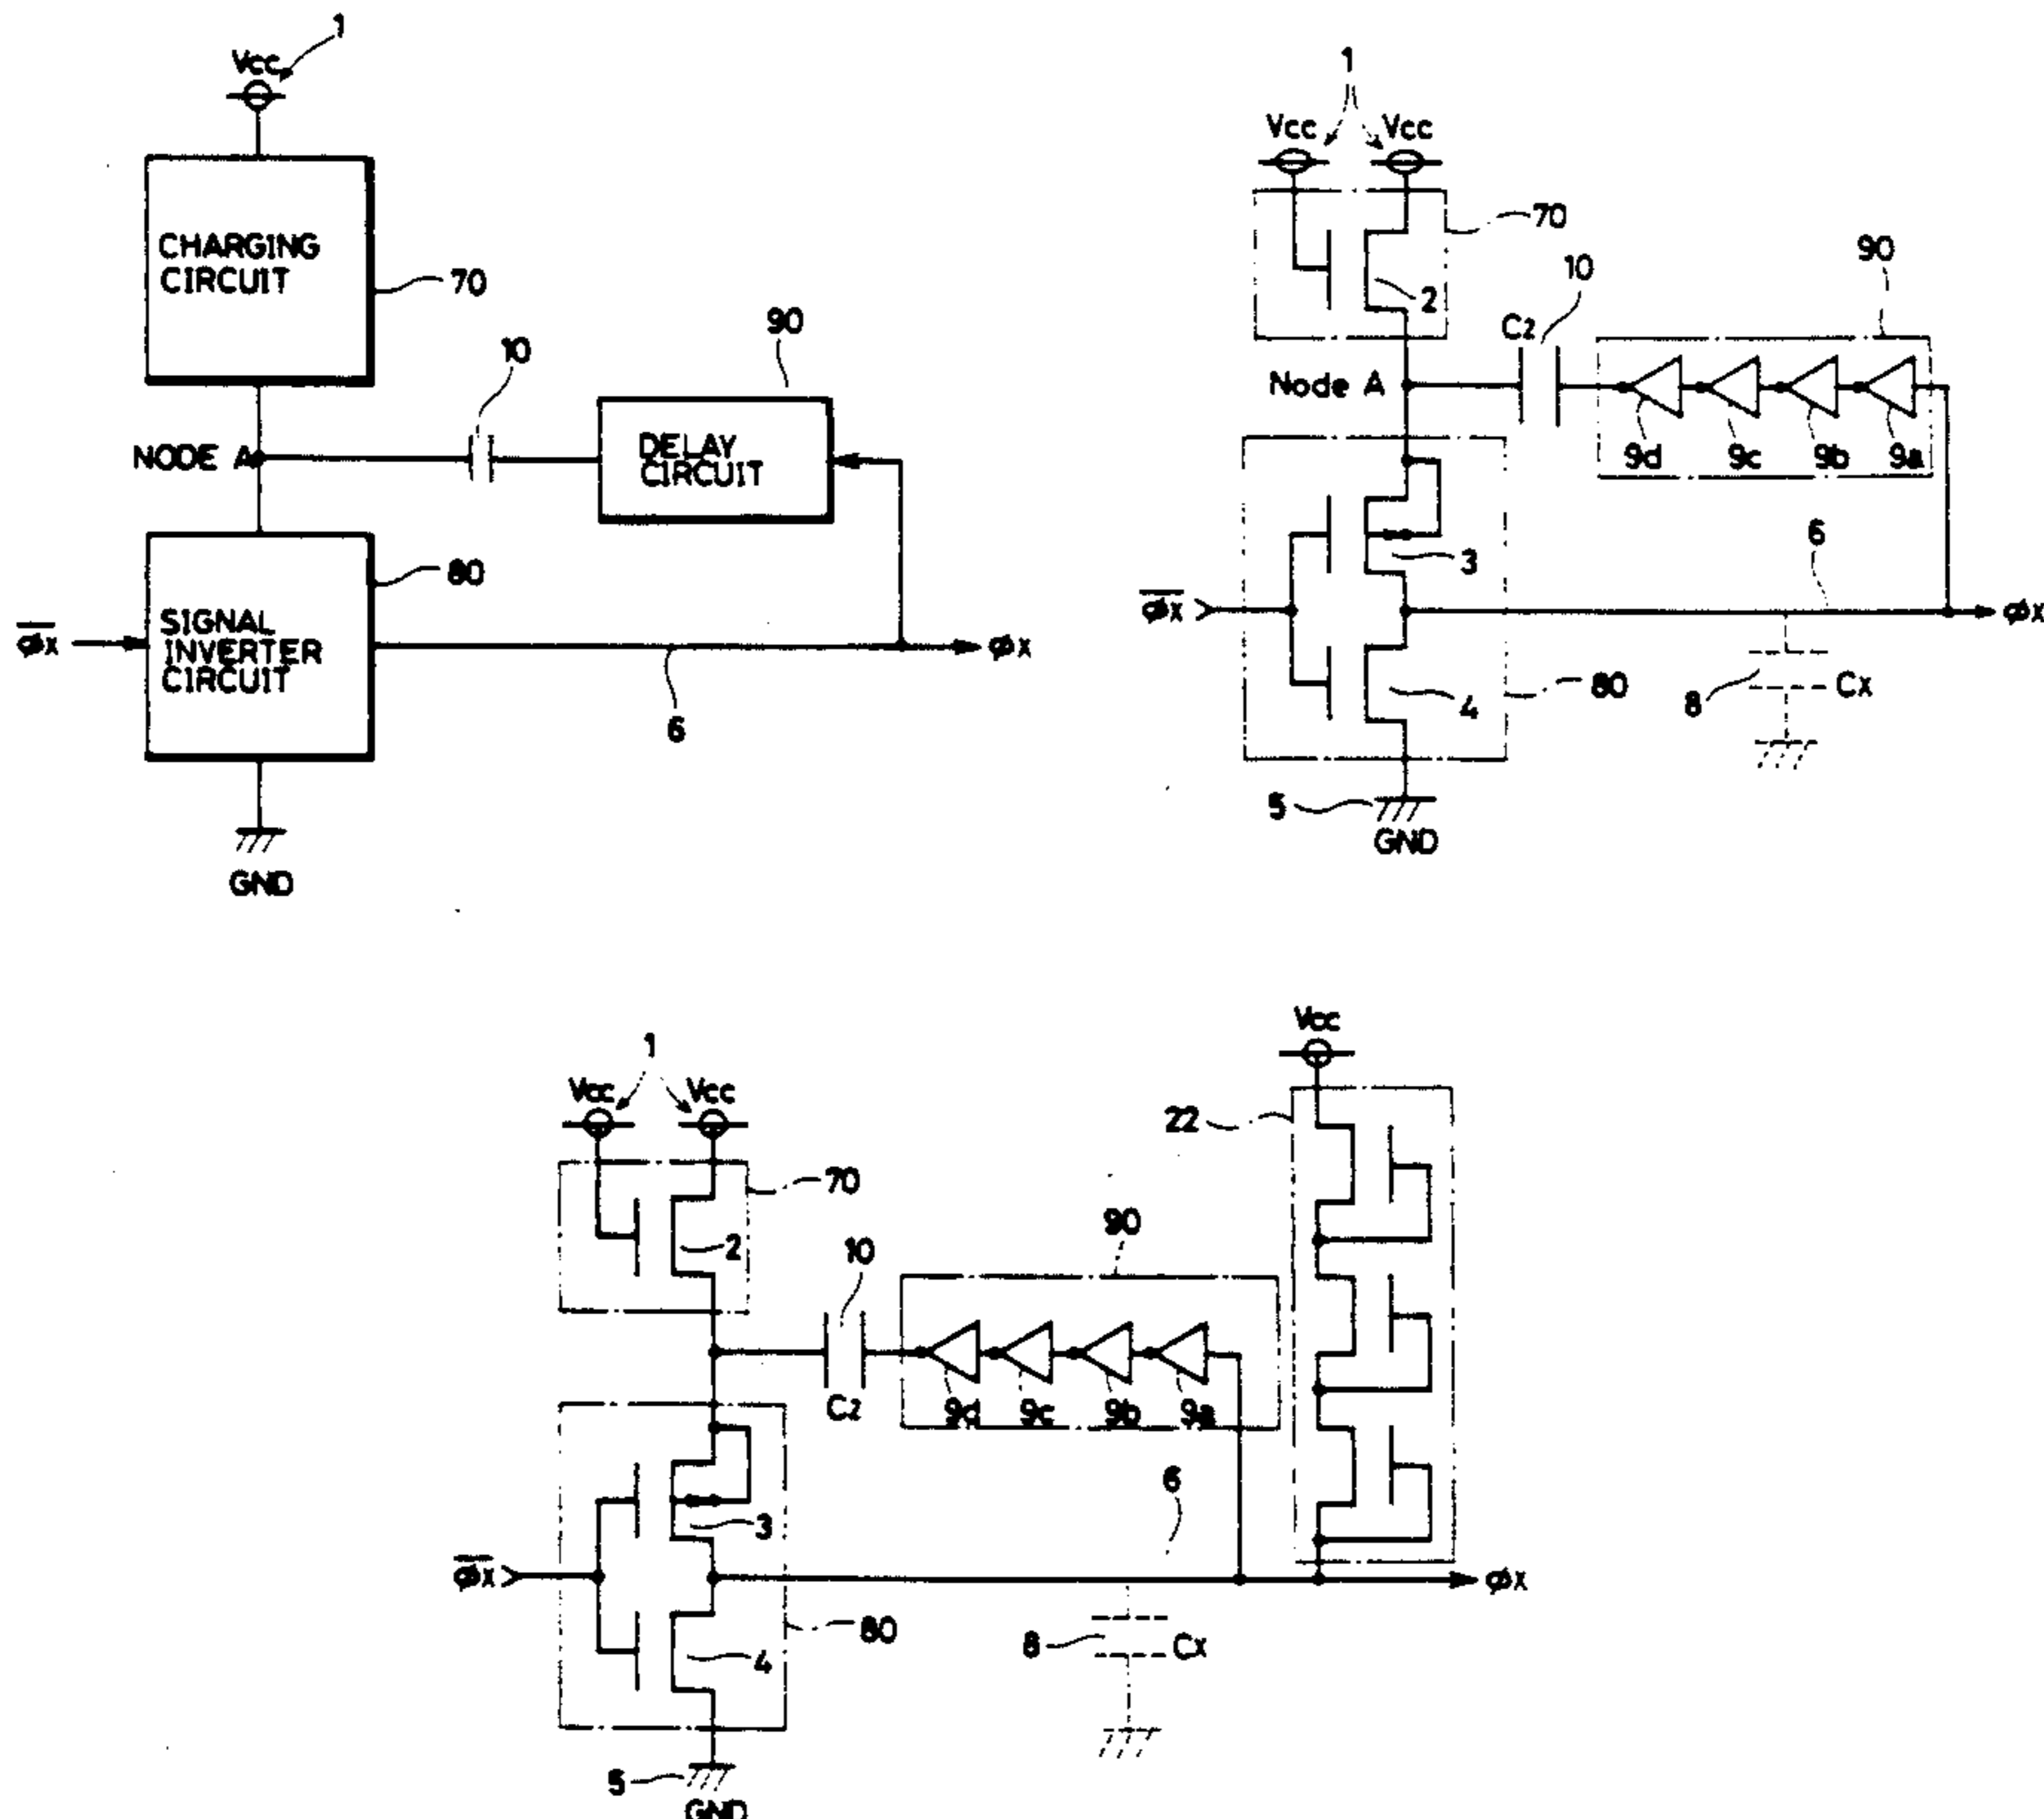 1
Vcc
CHARGING
CIRCUIT
70
10
90
NODE A
DELAY
CIRCUIT
80
SIGNAL
INVERTER
CIRCUIT
φ̅x̅
φx
6
GND
1
Vcc Vcc
70
2
10
90
C2
Node A
9d 9c 9b 9a
3
6
φ̅x̅
φx
4
80
8
Cx
5
GND
1
Vcc Vcc
Vcc
22
70
2
10
90
C2
9d 9c 9b 9a
3
6
φ̅x̅
φx
4
80
8
Cx
5
GND